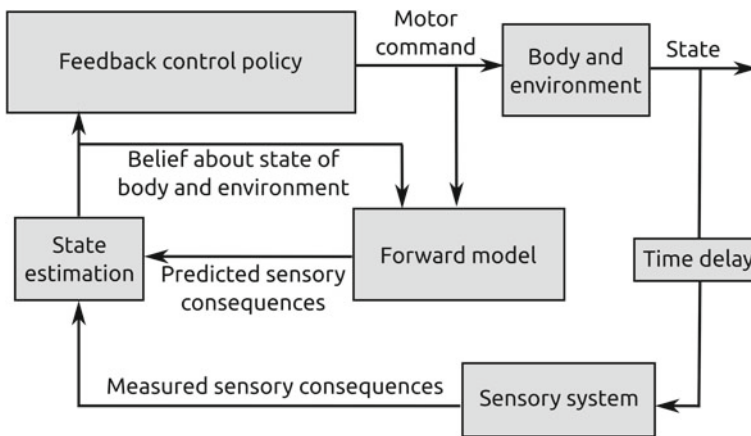 Feedback control policy
Motor
command
Body and
environment
State
Belief about state of
body and environment
State
estimation
Predicted sensory
consequences
Forward model
Time delay
Measured sensory consequences
Sensory system